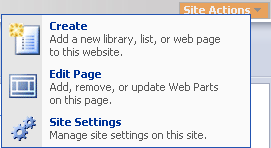 Site Actions
Create
Add a new library, list, or web page
to this website.
Edit Page
Add, remove, or update Web Parts
on this page.
Site Settings
Manage site settings on this site.